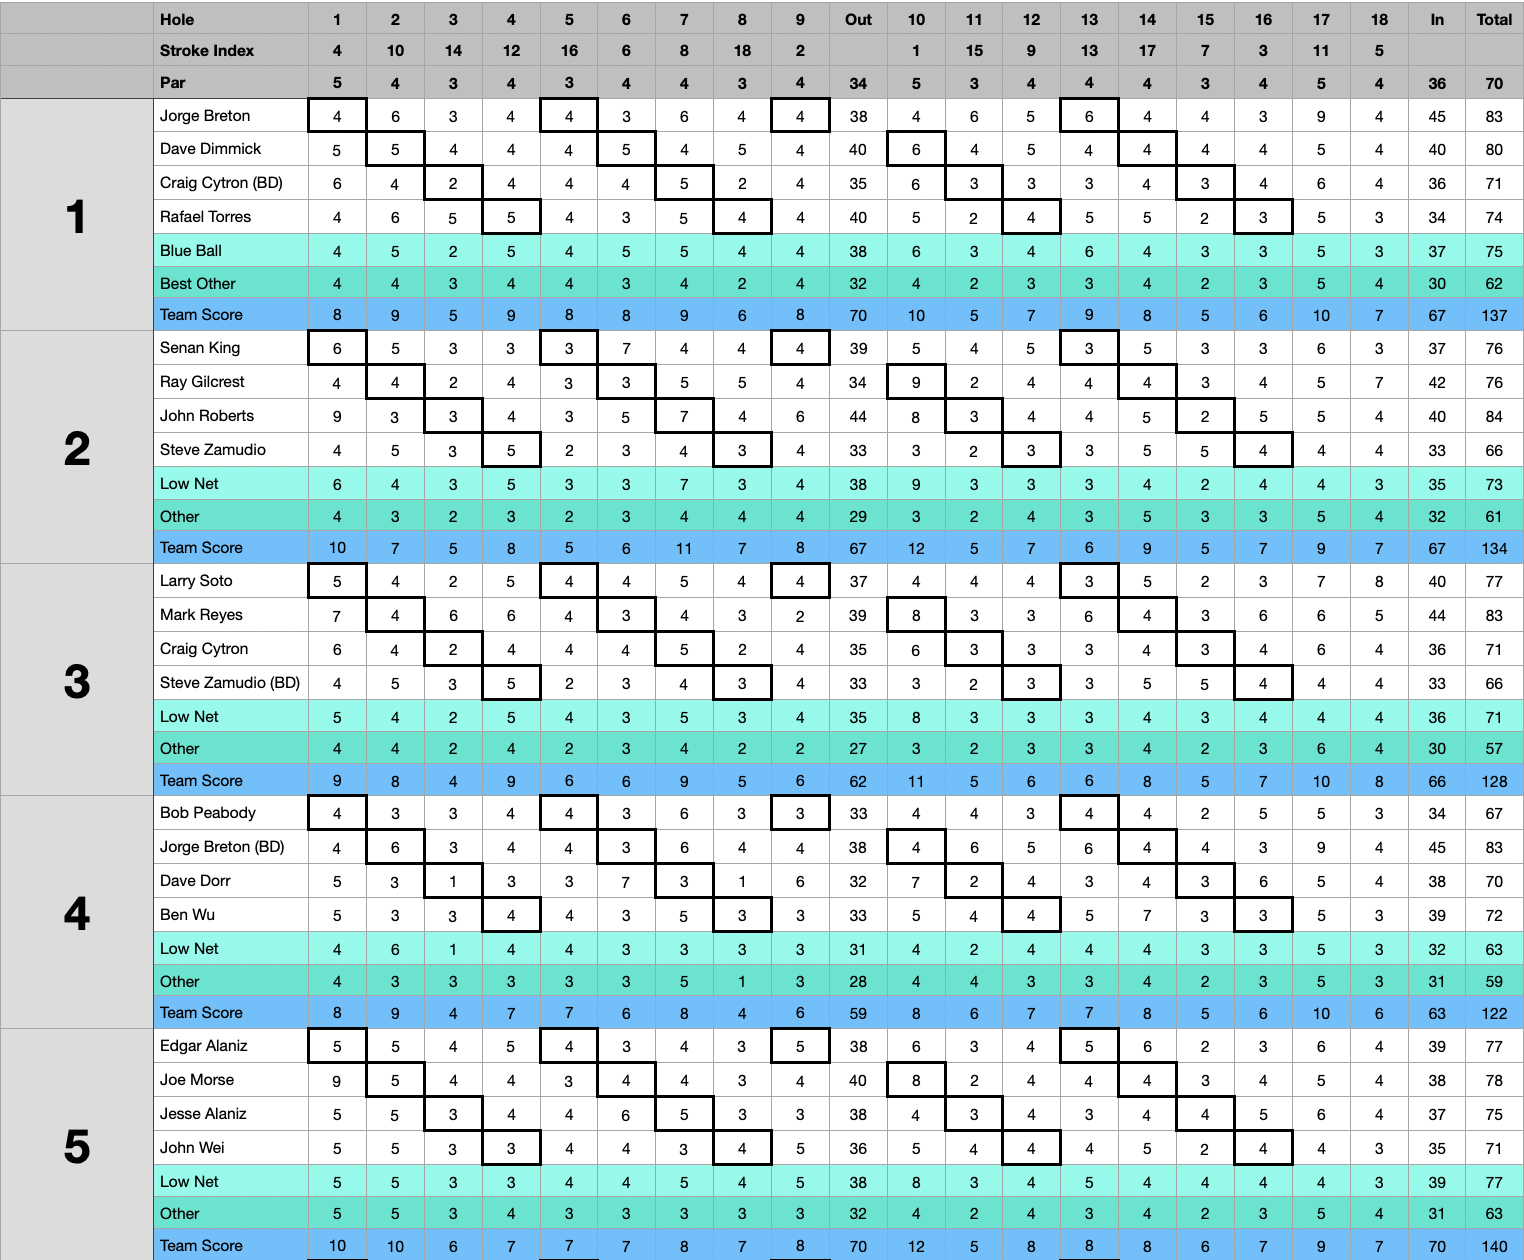 Hole 1 2 3 4 5 6 7 8 9 Out 10 11 12 13 14 15 16 17 18 In Total
Stroke Index 4 10 14 12 16 6 8 18 2 1 15 9 13 17 7 3 11 5
Par 5 4 3 4 3 4 4 3 4 34 5 3 4 4 4 3 4 5 4 36 70
1
Jorge Breton 4 6 3 4 4 3 6 4 4 38 4 6 5 6 4 4 3 9 4 45 83
Dave Dimmick 5 5 4 4 4 5 4 5 4 40 6 4 5 4 4 4 4 5 4 40 80
Craig Cytron (BD) 6 4 2 4 4 4 5 2 4 35 6 3 3 3 4 3 4 6 4 36 71
Rafael Torres 4 6 5 5 4 3 5 4 4 40 5 2 4 5 5 2 3 5 3 34 74
Blue Ball 4 5 2 5 4 5 5 4 4 38 6 3 4 6 4 3 3 5 3 37 75
Best Other 4 4 3 4 4 3 4 2 4 32 4 2 3 3 4 2 3 5 4 30 62
Team Score 8 9 5 9 8 8 9 6 8 70 10 5 7 9 8 5 6 10 7 67 137
2
Senan King 6 5 3 3 3 7 4 4 4 39 5 4 5 3 5 3 3 6 3 37 76
Ray Gilcrest 4 4 2 4 3 3 5 5 4 34 9 2 4 4 4 3 4 5 7 42 76
John Roberts 9 3 3 4 3 5 7 4 6 44 8 3 4 4 5 2 5 5 4 40 84
Steve Zamudio 4 5 3 5 2 3 4 3 4 33 3 2 3 3 5 5 4 4 4 33 66
Low Net 6 4 3 5 3 3 7 3 4 38 9 3 3 3 4 2 4 4 3 35 73
Other 4 3 2 3 2 3 4 4 4 29 3 2 4 3 5 3 3 5 4 32 61
Team Score 10 7 5 8 5 6 11 7 8 67 12 5 7 6 9 5 7 9 7 67 134
3
Larry Soto 5 4 2 5 4 4 5 4 4 37 4 4 4 3 5 2 3 7 8 40 77
Mark Reyes 7 4 6 6 4 3 4 3 2 39 8 3 3 6 4 3 6 6 5 44 83
Craig Cytron 6 4 2 4 4 4 5 2 4 35 6 3 3 3 4 3 4 6 4 36 71
Steve Zamudio (BD) 4 5 3 5 2 3 4 3 4 33 3 2 3 3 5 5 4 4 4 33 66
Low Net 5 4 2 5 4 3 5 3 4 35 8 3 3 3 4 3 4 4 4 36 71
Other 4 4 2 4 2 3 4 2 2 27 3 2 3 3 4 2 3 6 4 30 57
Team Score 9 8 4 9 6 6 9 5 6 62 11 5 6 6 8 5 7 10 8 66 128
4
Bob Peabody 4 3 3 4 4 3 6 3 3 33 4 4 3 4 4 2 5 5 3 34 67
Jorge Breton (BD) 4 6 3 4 4 3 6 4 4 38 4 6 5 6 4 4 3 9 4 45 83
Dave Dorr 5 3 1 3 3 7 3 1 6 32 7 2 4 3 4 3 6 5 4 38 70
Ben Wu 5 3 3 4 4 3 5 3 3 33 5 4 4 5 7 3 3 5 3 39 72
Low Net 4 6 1 4 4 3 3 3 3 31 4 2 4 4 4 3 3 5 3 32 63
Other 4 3 3 3 3 3 5 1 3 28 4 4 3 3 4 2 3 5 3 31 59
Team Score 8 9 4 7 7 6 8 4 6 59 8 6 7 7 8 5 6 10 6 63 122
5
Edgar Alaniz 5 5 4 5 4 3 4 3 5 38 6 3 4 5 6 2 3 6 4 39 77
Joe Morse 9 5 4 4 3 4 4 3 4 40 8 2 4 4 4 3 4 5 4 38 78
Jesse Alaniz 5 5 3 4 4 6 5 3 3 38 4 3 4 3 4 4 5 6 4 37 75
John Wei 5 5 3 3 4 4 3 4 5 36 5 4 4 4 5 2 4 4 3 35 71
Low Net 5 5 3 3 4 4 5 4 5 38 8 3 4 5 4 4 4 4 3 39 77
Other 5 5 3 4 3 3 3 3 3 32 4 2 4 3 4 2 3 5 4 31 63
Team Score 10 10 6 7 7 7 8 7 8 70 12 5 8 8 8 6 7 9 7 70 140